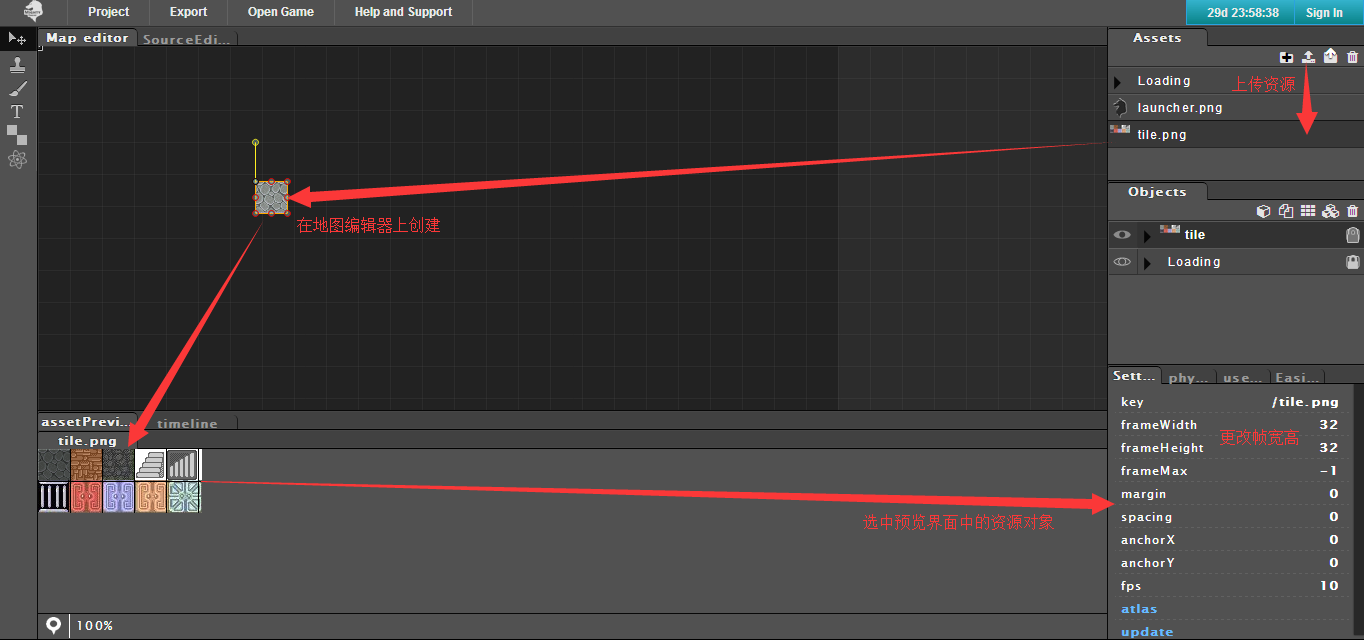 Project Export Open Game Help and Support 29d 23:58:38 Sign In
Map editor SourceEdi...
Assets
Loading
上传资源
launcher.png
tile.png
在地图编辑器上创建
Objects
tile
Loading
Sett... phy... use... Easi...
key /tile.png
frameWidth 32
更改帧宽高
frameHeight 32
frameMax -1
margin 0
spacing 0
anchorX 0
anchorY 0
fps 10
atlas
update
assetPrevi... timeline
tile.png
选中预览界面中的资源对象
100%